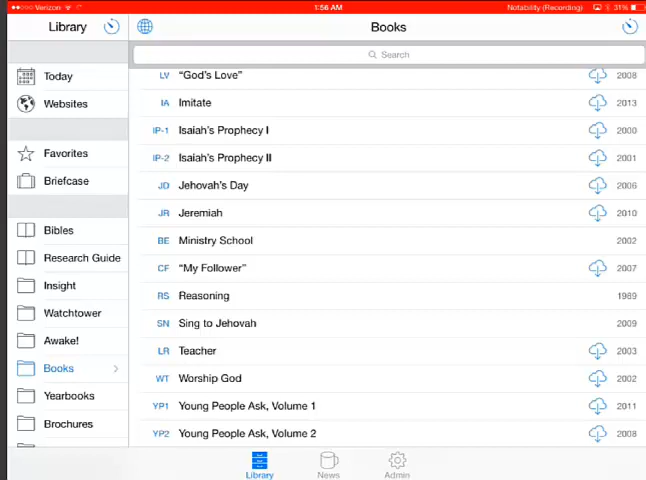 Verizon 1:56 AM Notability (Recording) 31%
Library Books
Search
Today
Websites
Favorites
Briefcase
Bibles
Research Guide
Insight
Watchtower
Awake!
Books
Yearbooks
Brochures
LV “God's Love” 2008
IA Imitate 2013
IP-1 Isaiah's Prophecy I 2000
IP-2 Isaiah's Prophecy II 2001
JD Jehovah's Day 2006
JR Jeremiah 2010
BE Ministry School 2002
CF “My Follower” 2007
RS Reasoning 1989
SN Sing to Jehovah 2009
LR Teacher 2003
WT Worship God 2002
YP1 Young People Ask, Volume 1 2011
YP2 Young People Ask, Volume 2 2008
Library News Admin